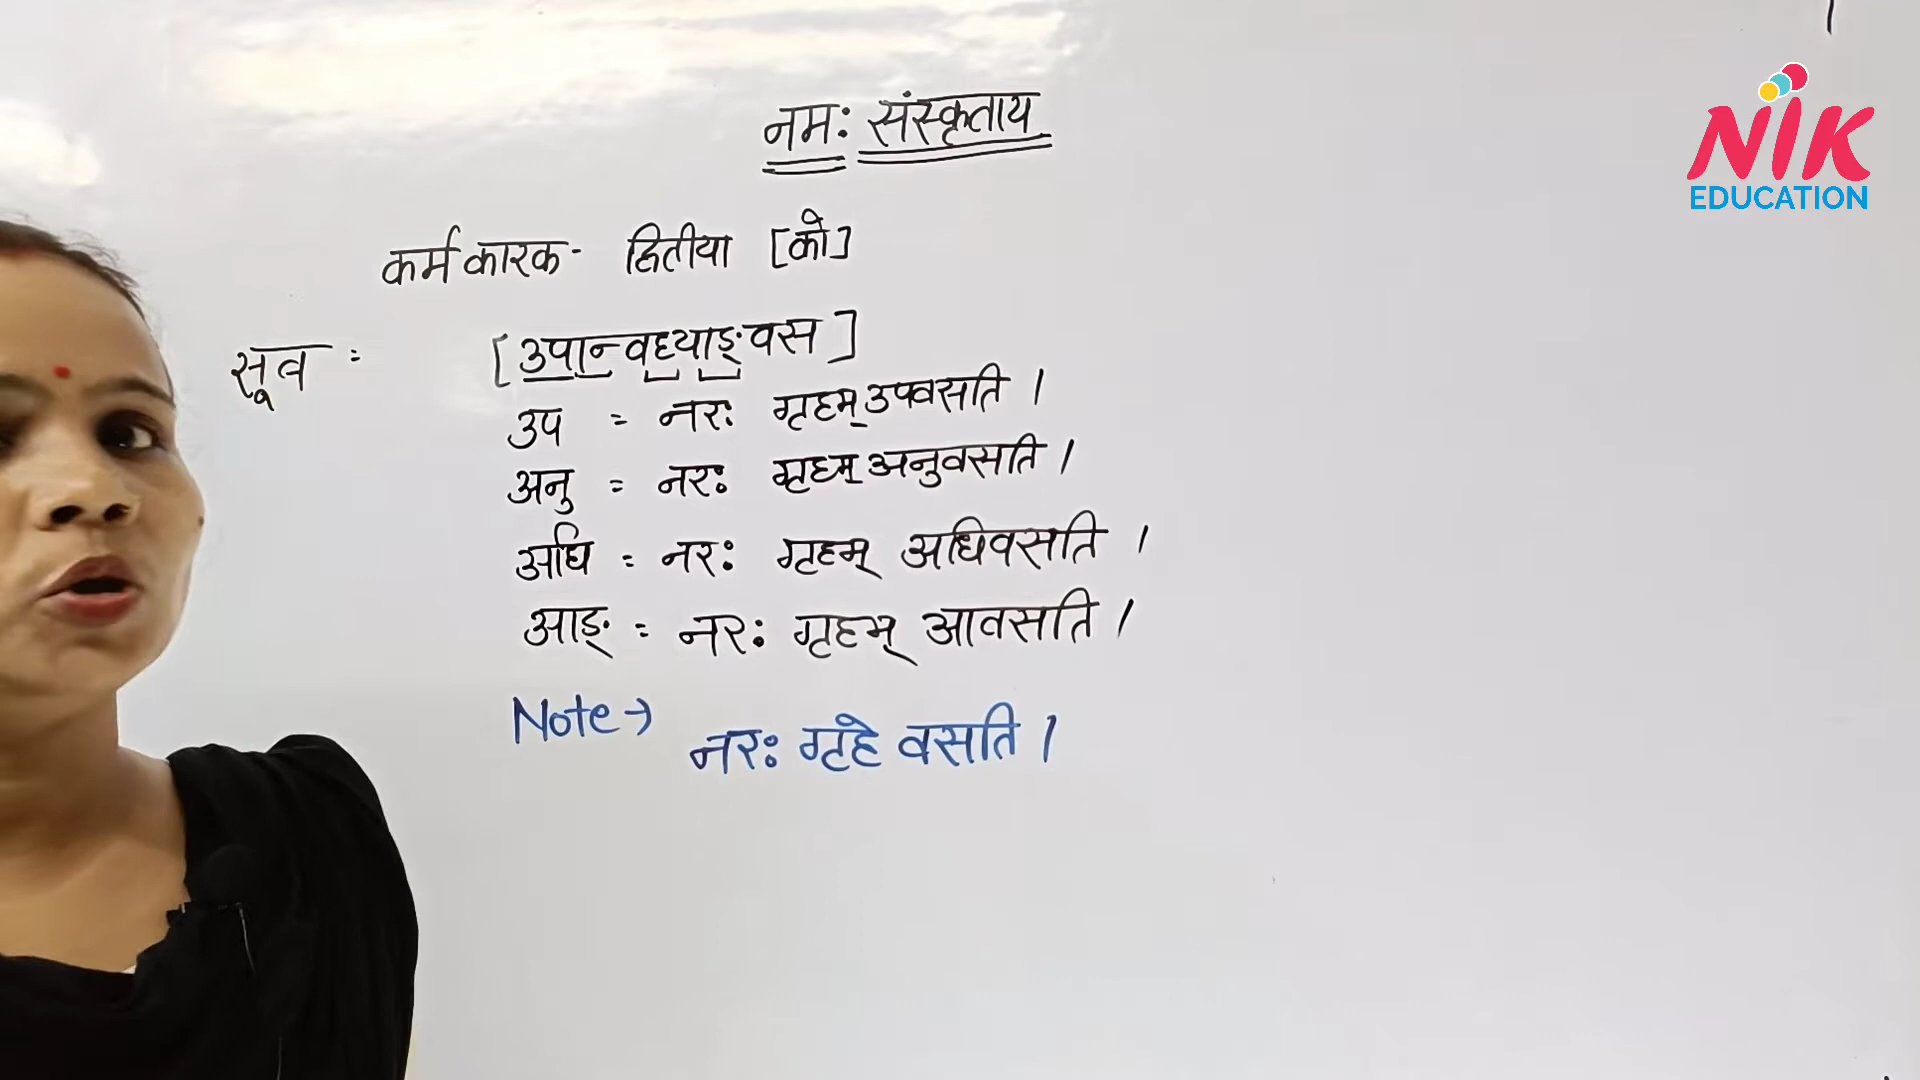 नमः संस्कृताय
NIK
EDUCATION
कर्म कारक - द्वितीया [को]
सूत्र = [उपान्वध्याङ्वस]
उप = नरः गृहम् उपवसति ।
अनु = नरः गृहम् अनुवसति ।
अधि = नरः गृहम् अधिवसति ।
आङ् = नरः गृहम् आवसति ।
Note → नरः गृहे वसति ।